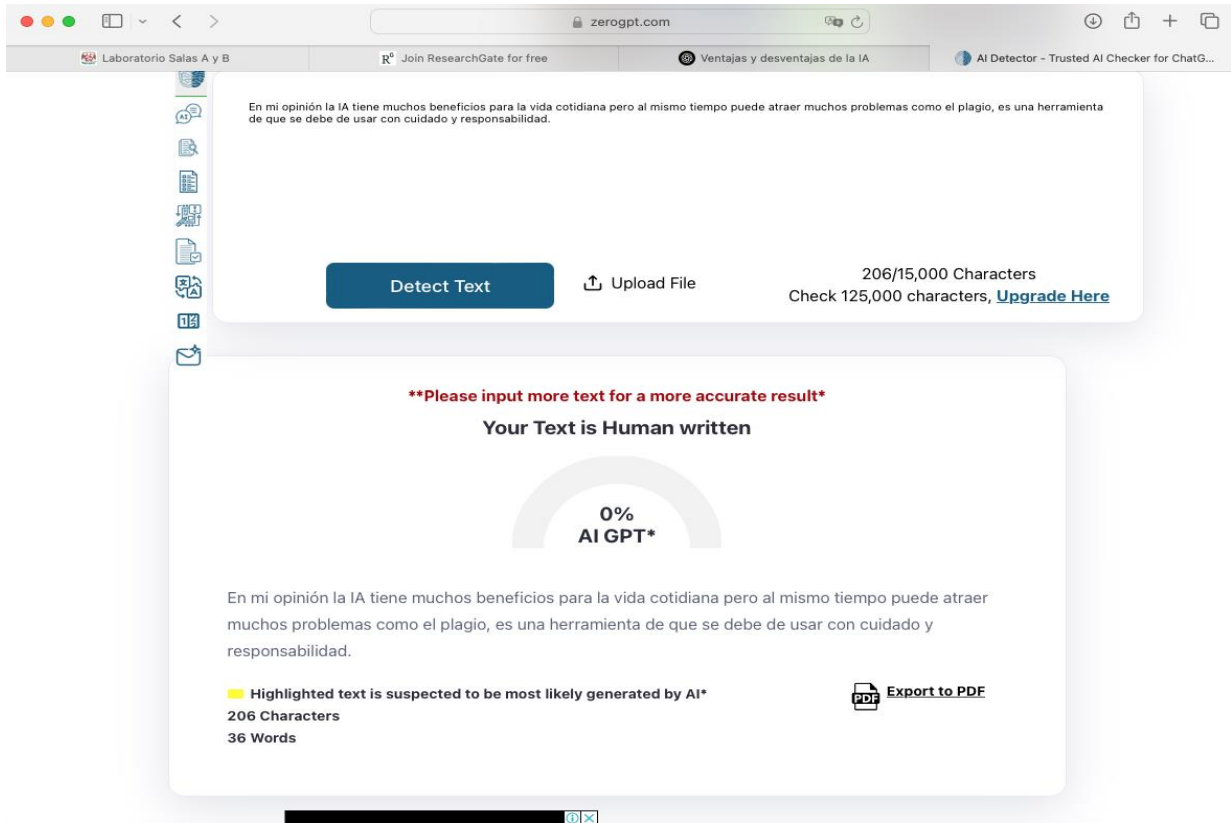 zerogpt.com
Laboratorio Salas A y B
R⁶ Join ResearchGate for free
Ventajas y desventajas de la IA
AI Detector - Trusted AI Checker for ChatG...
En mi opinión la IA tiene muchos beneficios para la vida cotidiana pero al mismo tiempo puede atraer muchos problemas como el plagio, es una herramienta
de que se debe de usar con cuidado y responsabilidad.
Detect Text
Upload File
206/15,000 Characters
Check 125,000 characters, Upgrade Here
**Please input more text for a more accurate result*
Your Text is Human written
0%
AI GPT*
En mi opinión la IA tiene muchos beneficios para la vida cotidiana pero al mismo tiempo puede atraer
muchos problemas como el plagio, es una herramienta de que se debe de usar con cuidado y
responsabilidad.
Highlighted text is suspected to be most likely generated by AI*
PDF Export to PDF
206 Characters
36 Words